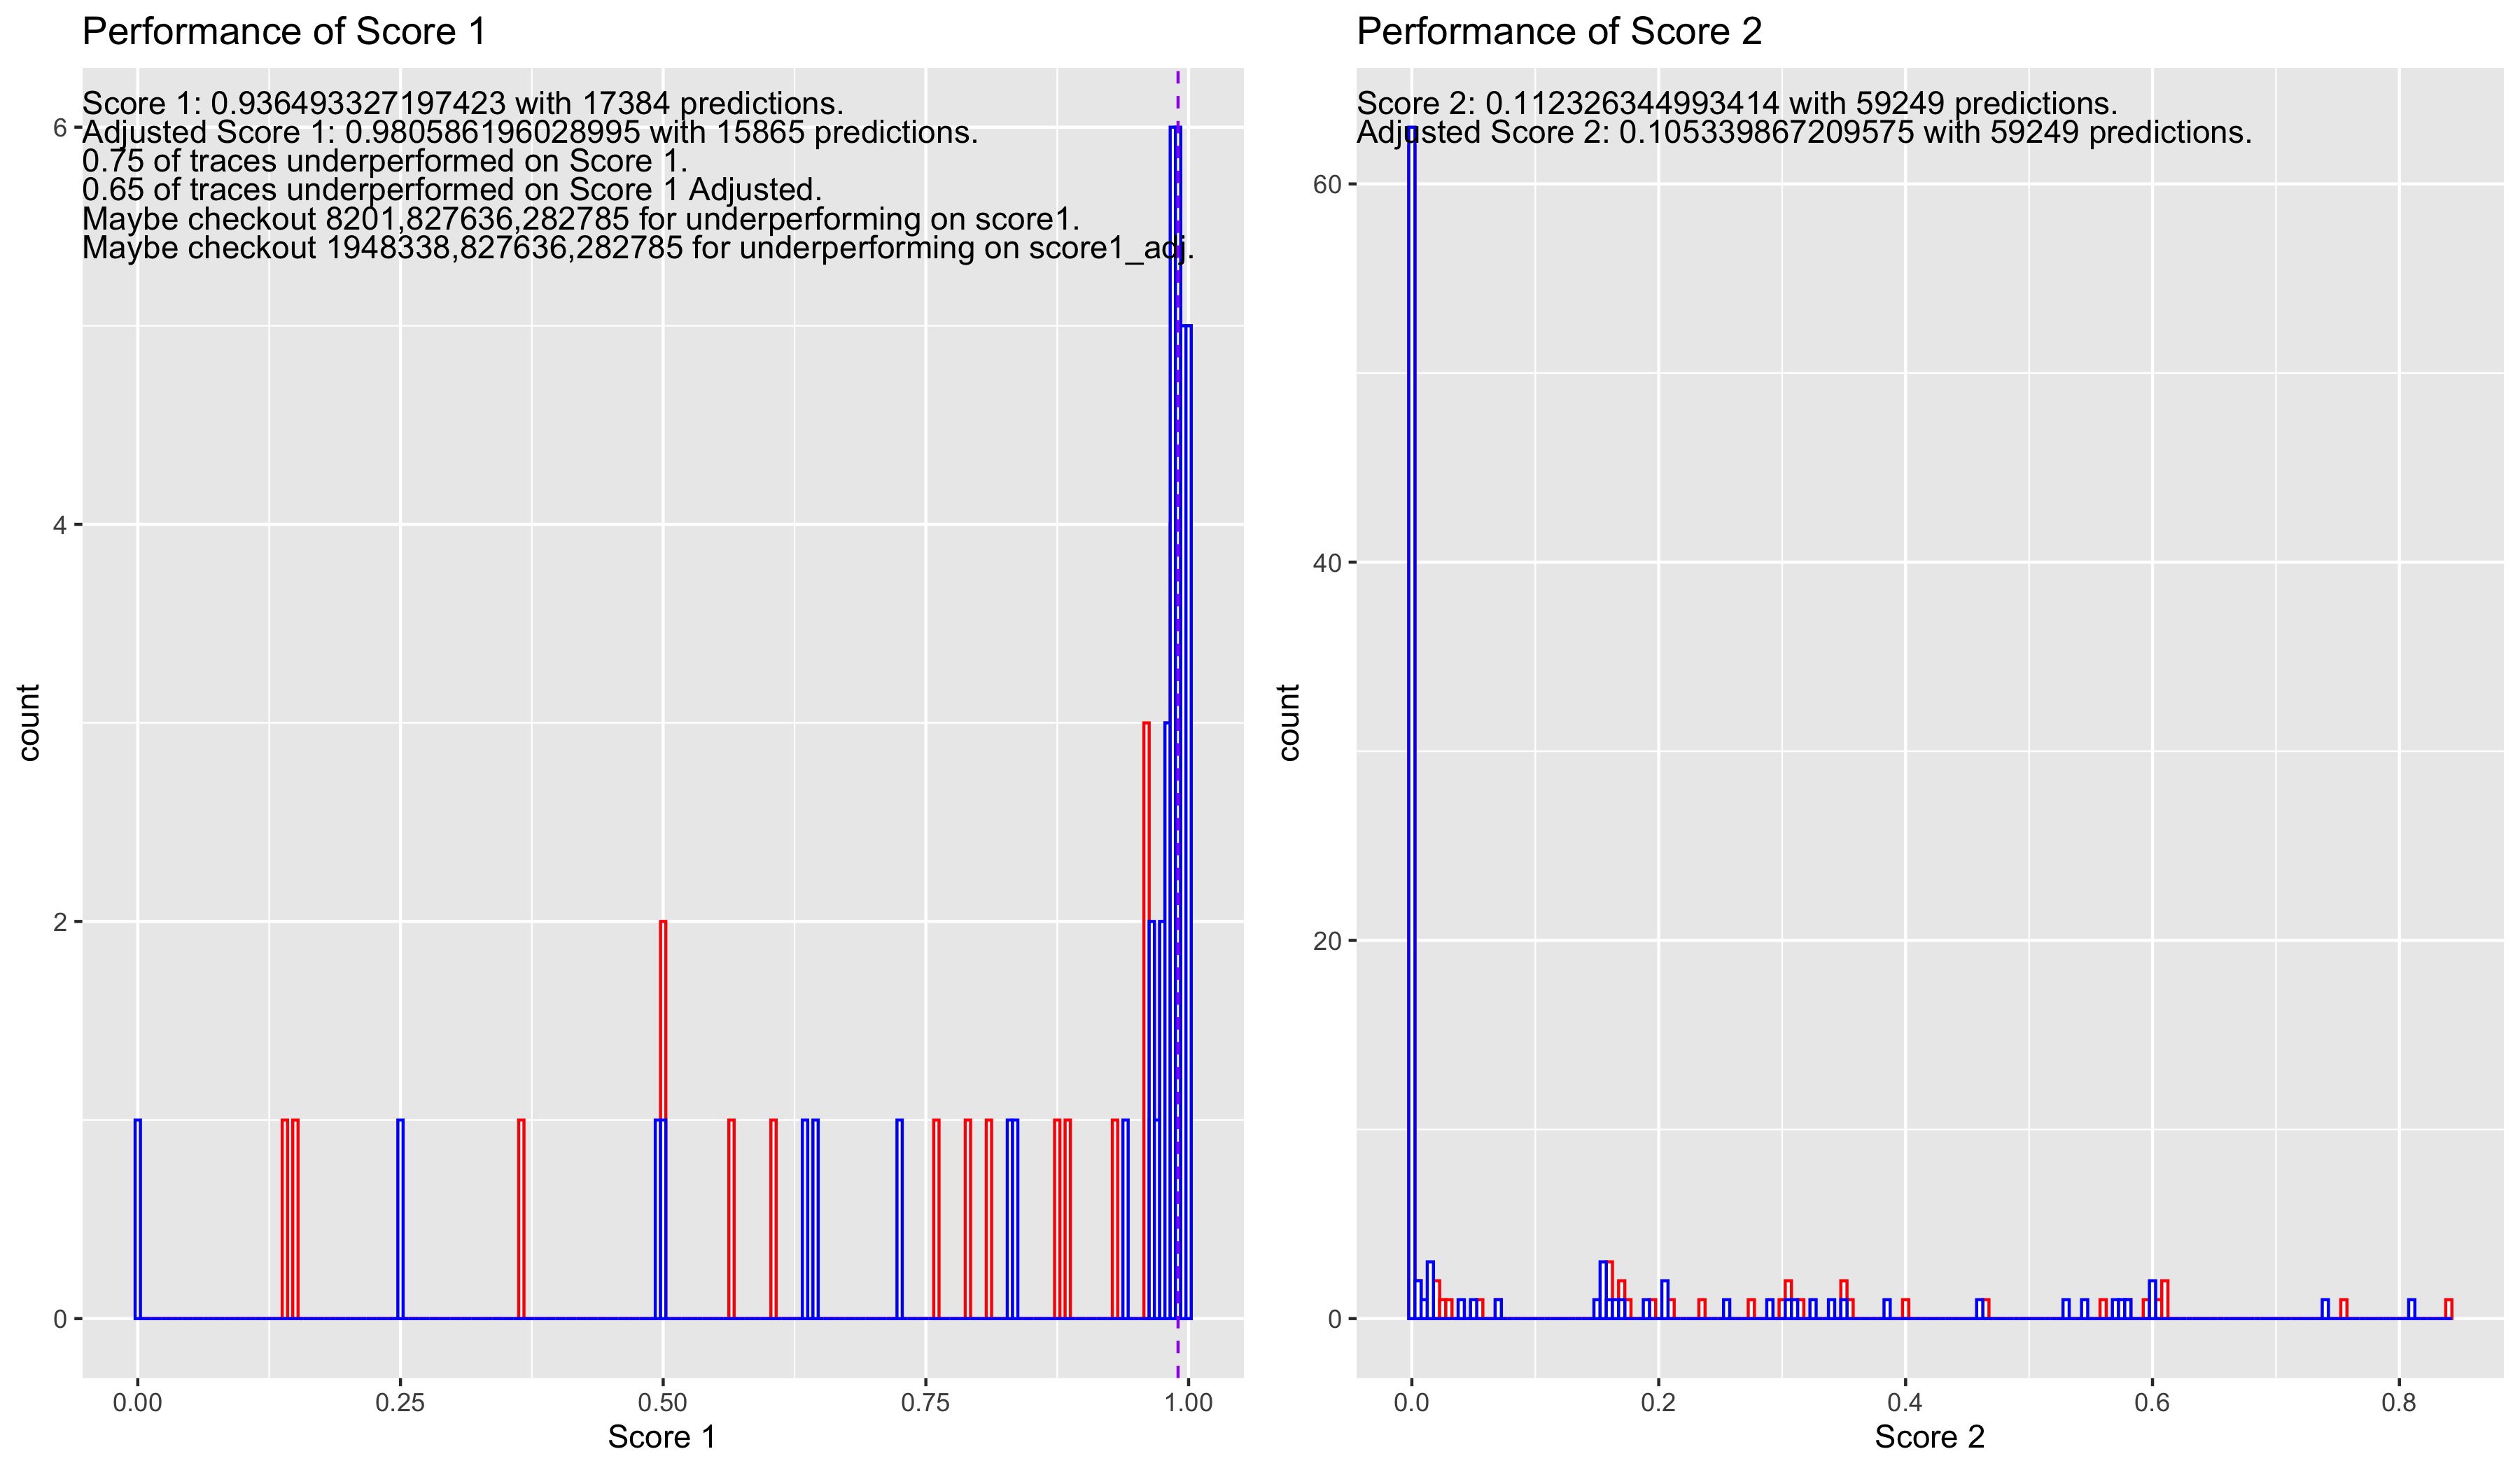 Performance of Score 1
Score 1: 0.936493327197423 with 17384 predictions.
Adjusted Score 1: 0.980586196028995 with 15865 predictions.
0.75 of traces underperformed on Score 1.
0.65 of traces underperformed on Score 1 Adjusted.
Maybe checkout 8201,827636,282785 for underperforming on score1.
Maybe checkout 1948338,827636,282785 for underperforming on score1_adj.
6
4
2
0
count
0.00 0.25 0.50 0.75 1.00
Score 1
Performance of Score 2
Score 2: 0.112326344993414 with 59249 predictions.
Adjusted Score 2: 0.105339867209575 with 59249 predictions.
60
40
20
0
count
0.0 0.2 0.4 0.6 0.8
Score 2